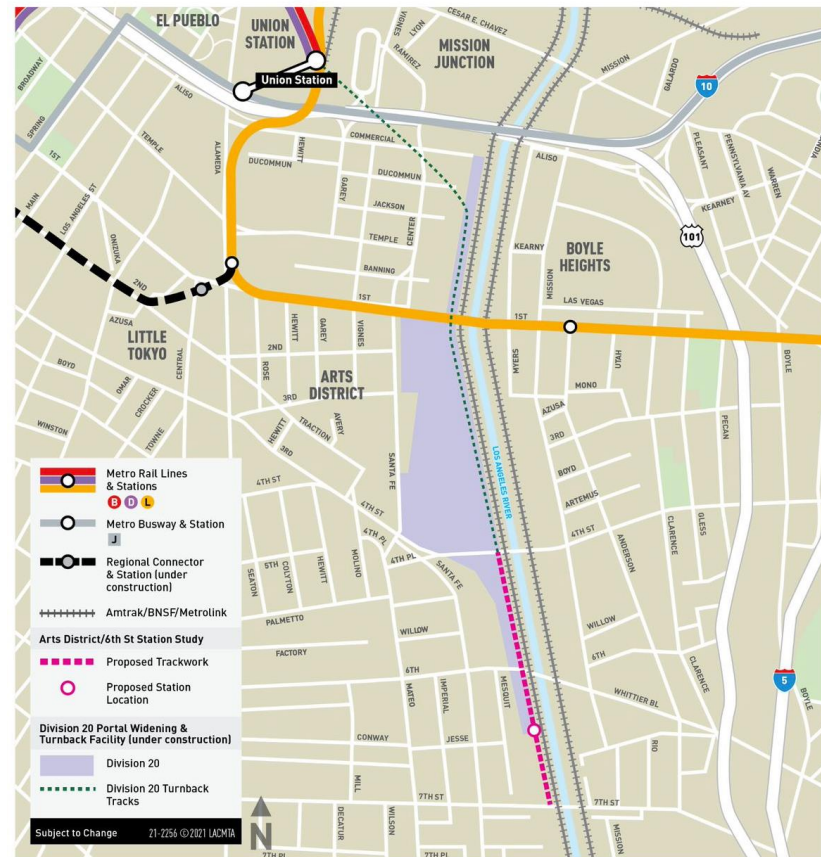 EL PUEBLO
UNION
STATION
Union Station
MISSION
JUNCTION
VIGNES
LYON
CESAR E. CHAVEZ
RAMIREZ
MISSION
GALARDO
10
BROADWAY
SPRING
ALISO
TEMPLE
1ST
MAIN
LOS ANGELES ST
ALAMEDA
HEWITT
COMMERCIAL
DUCOMMUN
DUCOMMUN
GAREY
JACKSON
CENTER
TEMPLE
BANNING
1ST
ALISO
PLEASANT
PENNSYLVANIA AV
WARREN
KEARNEY
101
KEARNY
BOYLE
HEIGHTS
MISSION
LAS VEGAS
1ST
ONIZUKA
2ND
AZUSA
LITTLE
TOKYO
CENTRAL
BOYD
OMAR
CROCKER
TOWNE
WINSTON
HEWITT
GAREY
VIGNES
2ND
ROSE
ARTS
DISTRICT
3RD
HEWITT
TRACTION
AVERY
3RD
SANTA FE
MYERS
UTAH
BOYLE
MONO
AZUSA
3RD
BOYD
ARTEMUS
4TH ST
PECAN
LOS ANGELES RIVER
4TH ST
4TH ST
4TH PL
4TH PL
SANTA FE
5TH
SEATON
COLYTON
HEWITT
MOLINO
PALMETTO
FACTORY
WILLOW
6TH
MATEO
IMPERIAL
MESQUIT
CONWAY
JESSE
MILL
7TH ST
DECATUR
WILSON
7TH PL
7TH PL
ANDERSON
CLARENCE
GLESS
WILLOW
6TH
CLARENCE
WHITTIER BL
RIO
5
BOYLE
7TH ST
MISSION
Metro Rail Lines
& Stations
B D L
Metro Busway & Station
J
Regional Connector
& Station (under
construction)
Amtrak/BNSF/Metrolink
Arts District/6th St Station Study
Proposed Trackwork
Proposed Station
Location
Division 20 Portal Widening &
Turnback Facility (under construction)
Division 20
Division 20 Turnback
Tracks
Subject to Change 21-2256 ©2021 LACMTA
N